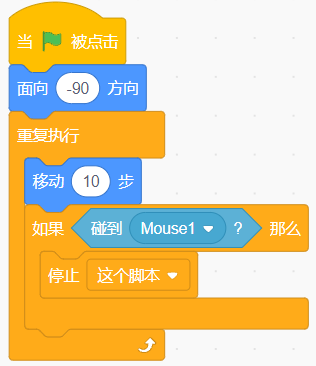 当 被点击
面向 -90 方向
重复执行
移动 10 步
如果 碰到 Mouse1 ? 那么
停止 这个脚本